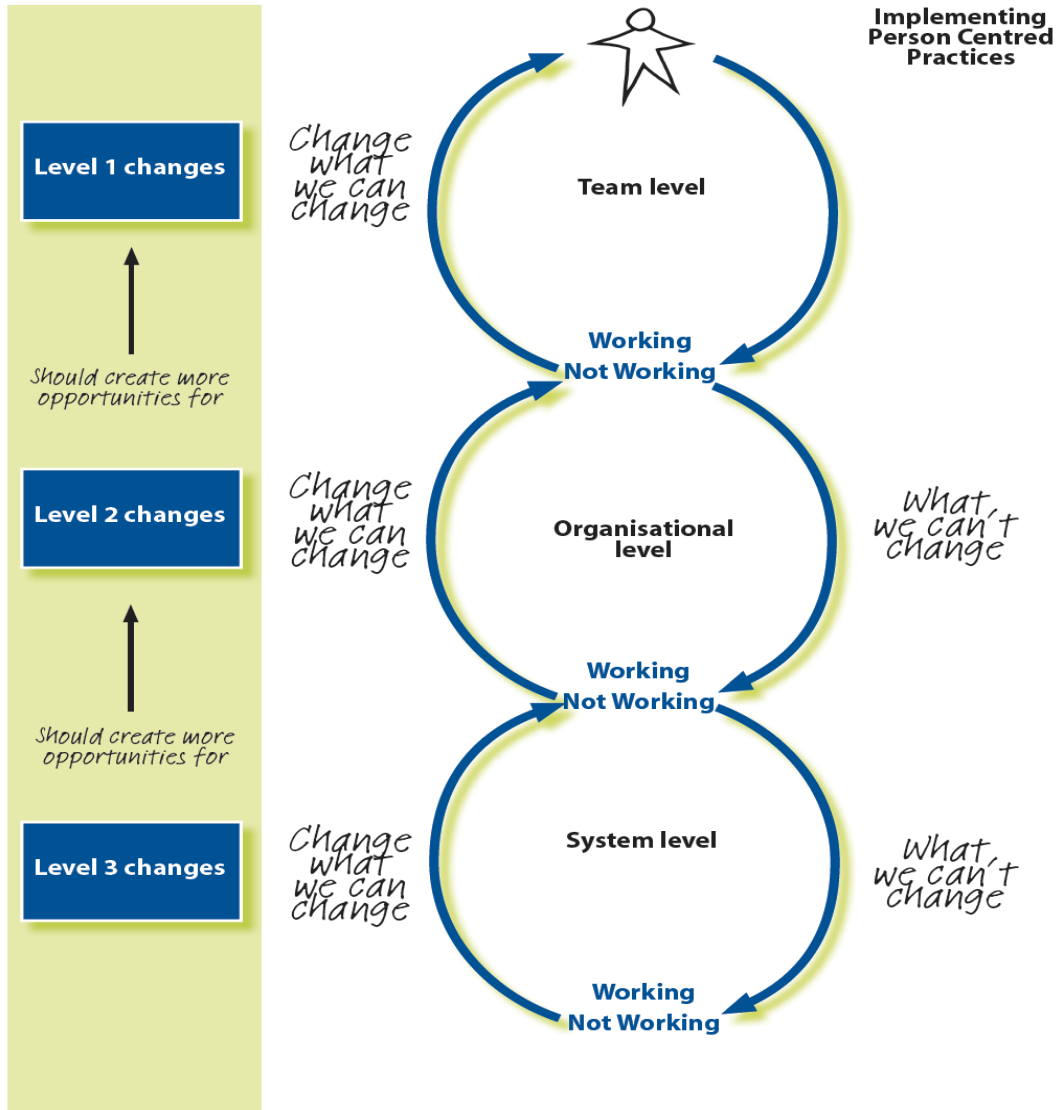 Implementing
Person Centred
Practices
Level 1 changes
Change
what
we can
change
Team level
Should create more
opportunities for
Working
Not Working
Level 2 changes
Change
what
we can
change
Organisational
level
What
we can't
change
Should create more
opportunities for
Working
Not Working
Level 3 changes
Change
what
we can
change
System level
What
we can't
change
Working
Not Working